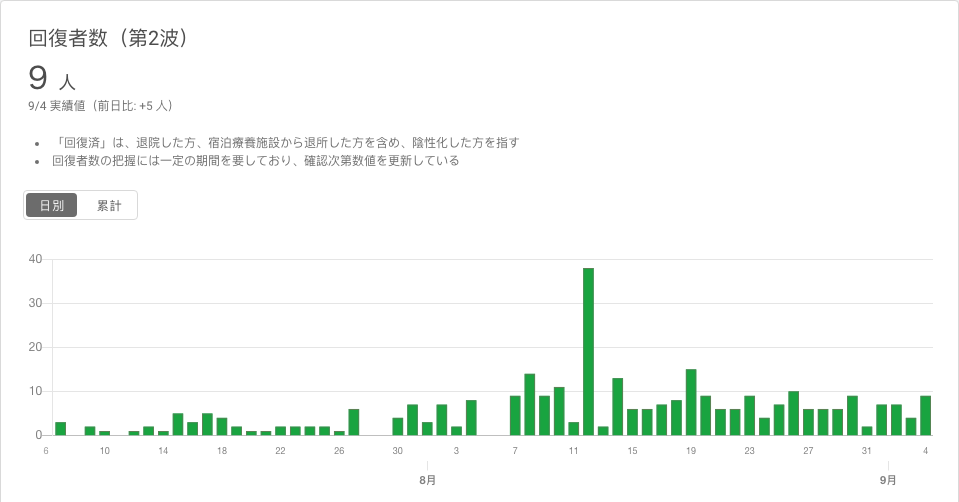 回復者数（第2波）
9 人
9/4 実績値（前日比: +5 人）
• 「回復済」は、退院した方、宿泊療養施設から退所した方を含め、陰性化した方を指す
• 回復者数の把握には一定の期間を要しており、確認次第数値を更新している
日別 累計
40
30
20
10
0
6 10 14 18 22 26 30 3 7 11 15 19 23 27 31 4
8月 9月